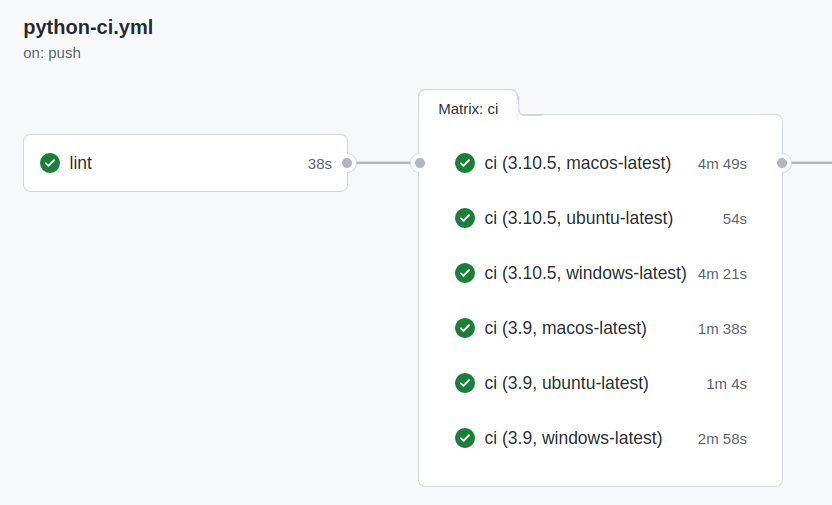 python-ci.yml
on: push
Matrix: ci
lint 38s
ci (3.10.5, macos-latest) 4m 49s
ci (3.10.5, ubuntu-latest) 54s
ci (3.10.5, windows-latest) 4m 21s
ci (3.9, macos-latest) 1m 38s
ci (3.9, ubuntu-latest) 1m 4s
ci (3.9, windows-latest) 2m 58s